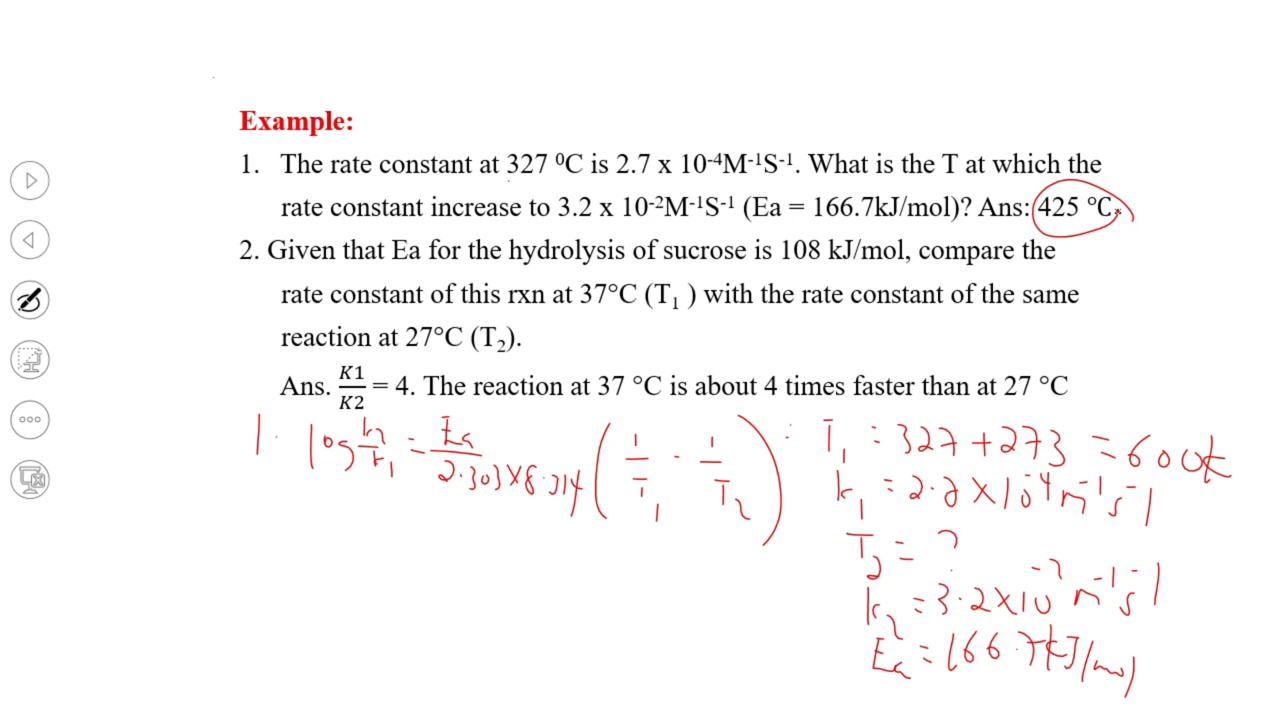 Example:
1. The rate constant at 327 ⁰C is 2.7 x 10⁻⁴M⁻¹S⁻¹. What is the T at which the
rate constant increase to 3.2 x 10⁻²M⁻¹S⁻¹ (Ea = 166.7kJ/mol)? Ans: 425 °C.
2. Given that Ea for the hydrolysis of sucrose is 108 kJ/mol, compare the
rate constant of this rxn at 37°C (T₁ ) with the rate constant of the same
reaction at 27°C (T₂).
Ans. K1/K2 = 4. The reaction at 37 °C is about 4 times faster than at 27 °C
1. log k₂/k₁ = Ea/2.303×8.314 (1/T₁ - 1/T₂) : T₁ = 327 + 273 = 600K
k₁ = 2.7 × 10⁻⁴ m⁻¹ s⁻¹
T₂ = ?
k₂ = 3.2 × 10⁻² m⁻¹ s⁻¹
Ea = 166.7 kJ/mol